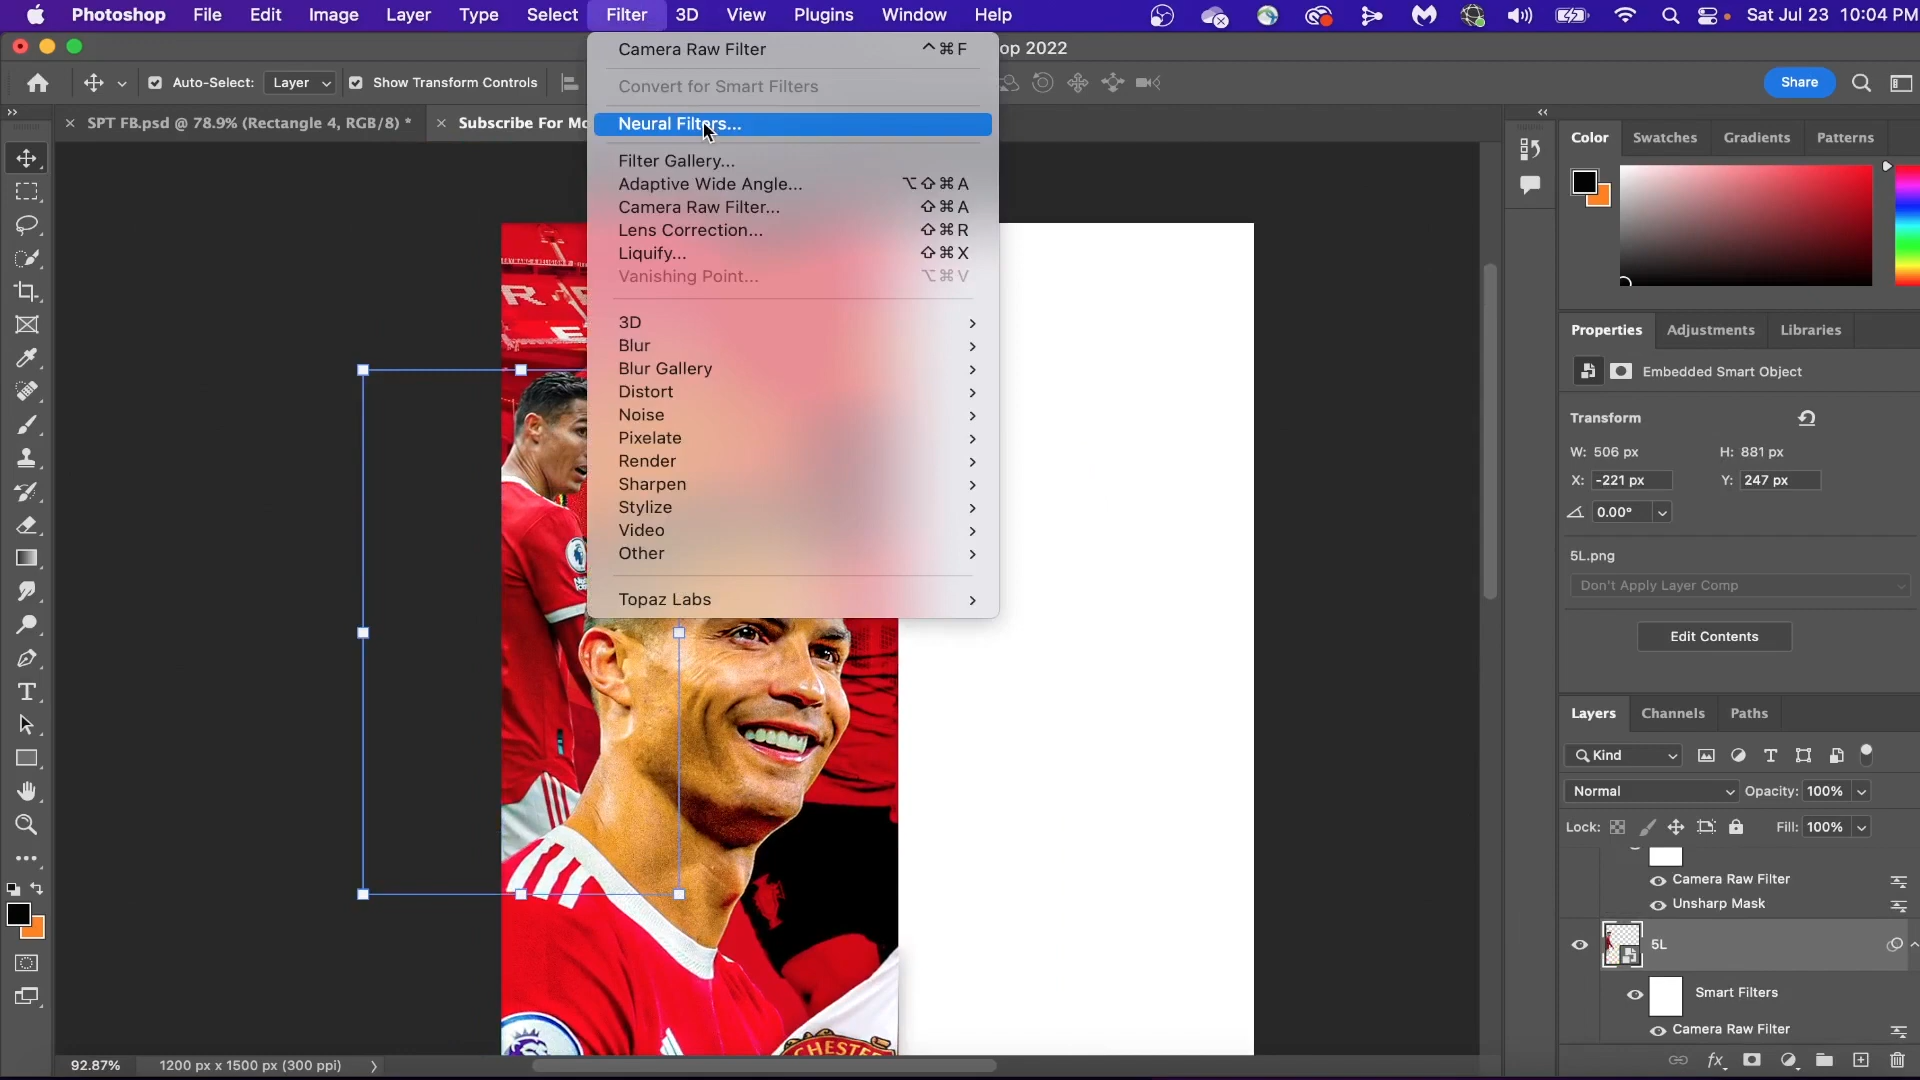 Photoshop File Edit Image Layer Type Select Filter 3D View Plugins Window Help Sat Jul 23 10:04 PM
op 2022
Auto-Select: Layer Show Transform Controls Share
SPT FB.psd @ 78.9% (Rectangle 4, RGB/8) * Subscribe For Mo
Camera Raw Filter ^⌘F
Convert for Smart Filters
Neural Filters...
Filter Gallery...
Adaptive Wide Angle... ⌥⇧⌘A
Camera Raw Filter... ⇧⌘A
Lens Correction... ⇧⌘R
Liquify... ⇧⌘X
Vanishing Point... ⌥⌘V
3D
Blur
Blur Gallery
Distort
Noise
Pixelate
Render
Sharpen
Stylize
Video
Other
Topaz Labs
CHESTE
Color Swatches Gradients Patterns
Properties Adjustments Libraries
Embedded Smart Object
Transform
W: 506 px H: 881 px
X: -221 px Y: 247 px
0.00°
5L.png
Don't Apply Layer Comp
Edit Contents
Layers Channels Paths
Kind
Normal Opacity: 100%
Lock: Fill: 100%
Camera Raw Filter
Unsharp Mask
5L
Smart Filters
Camera Raw Filter
92.87% 1200 px x 1500 px (300 ppi)